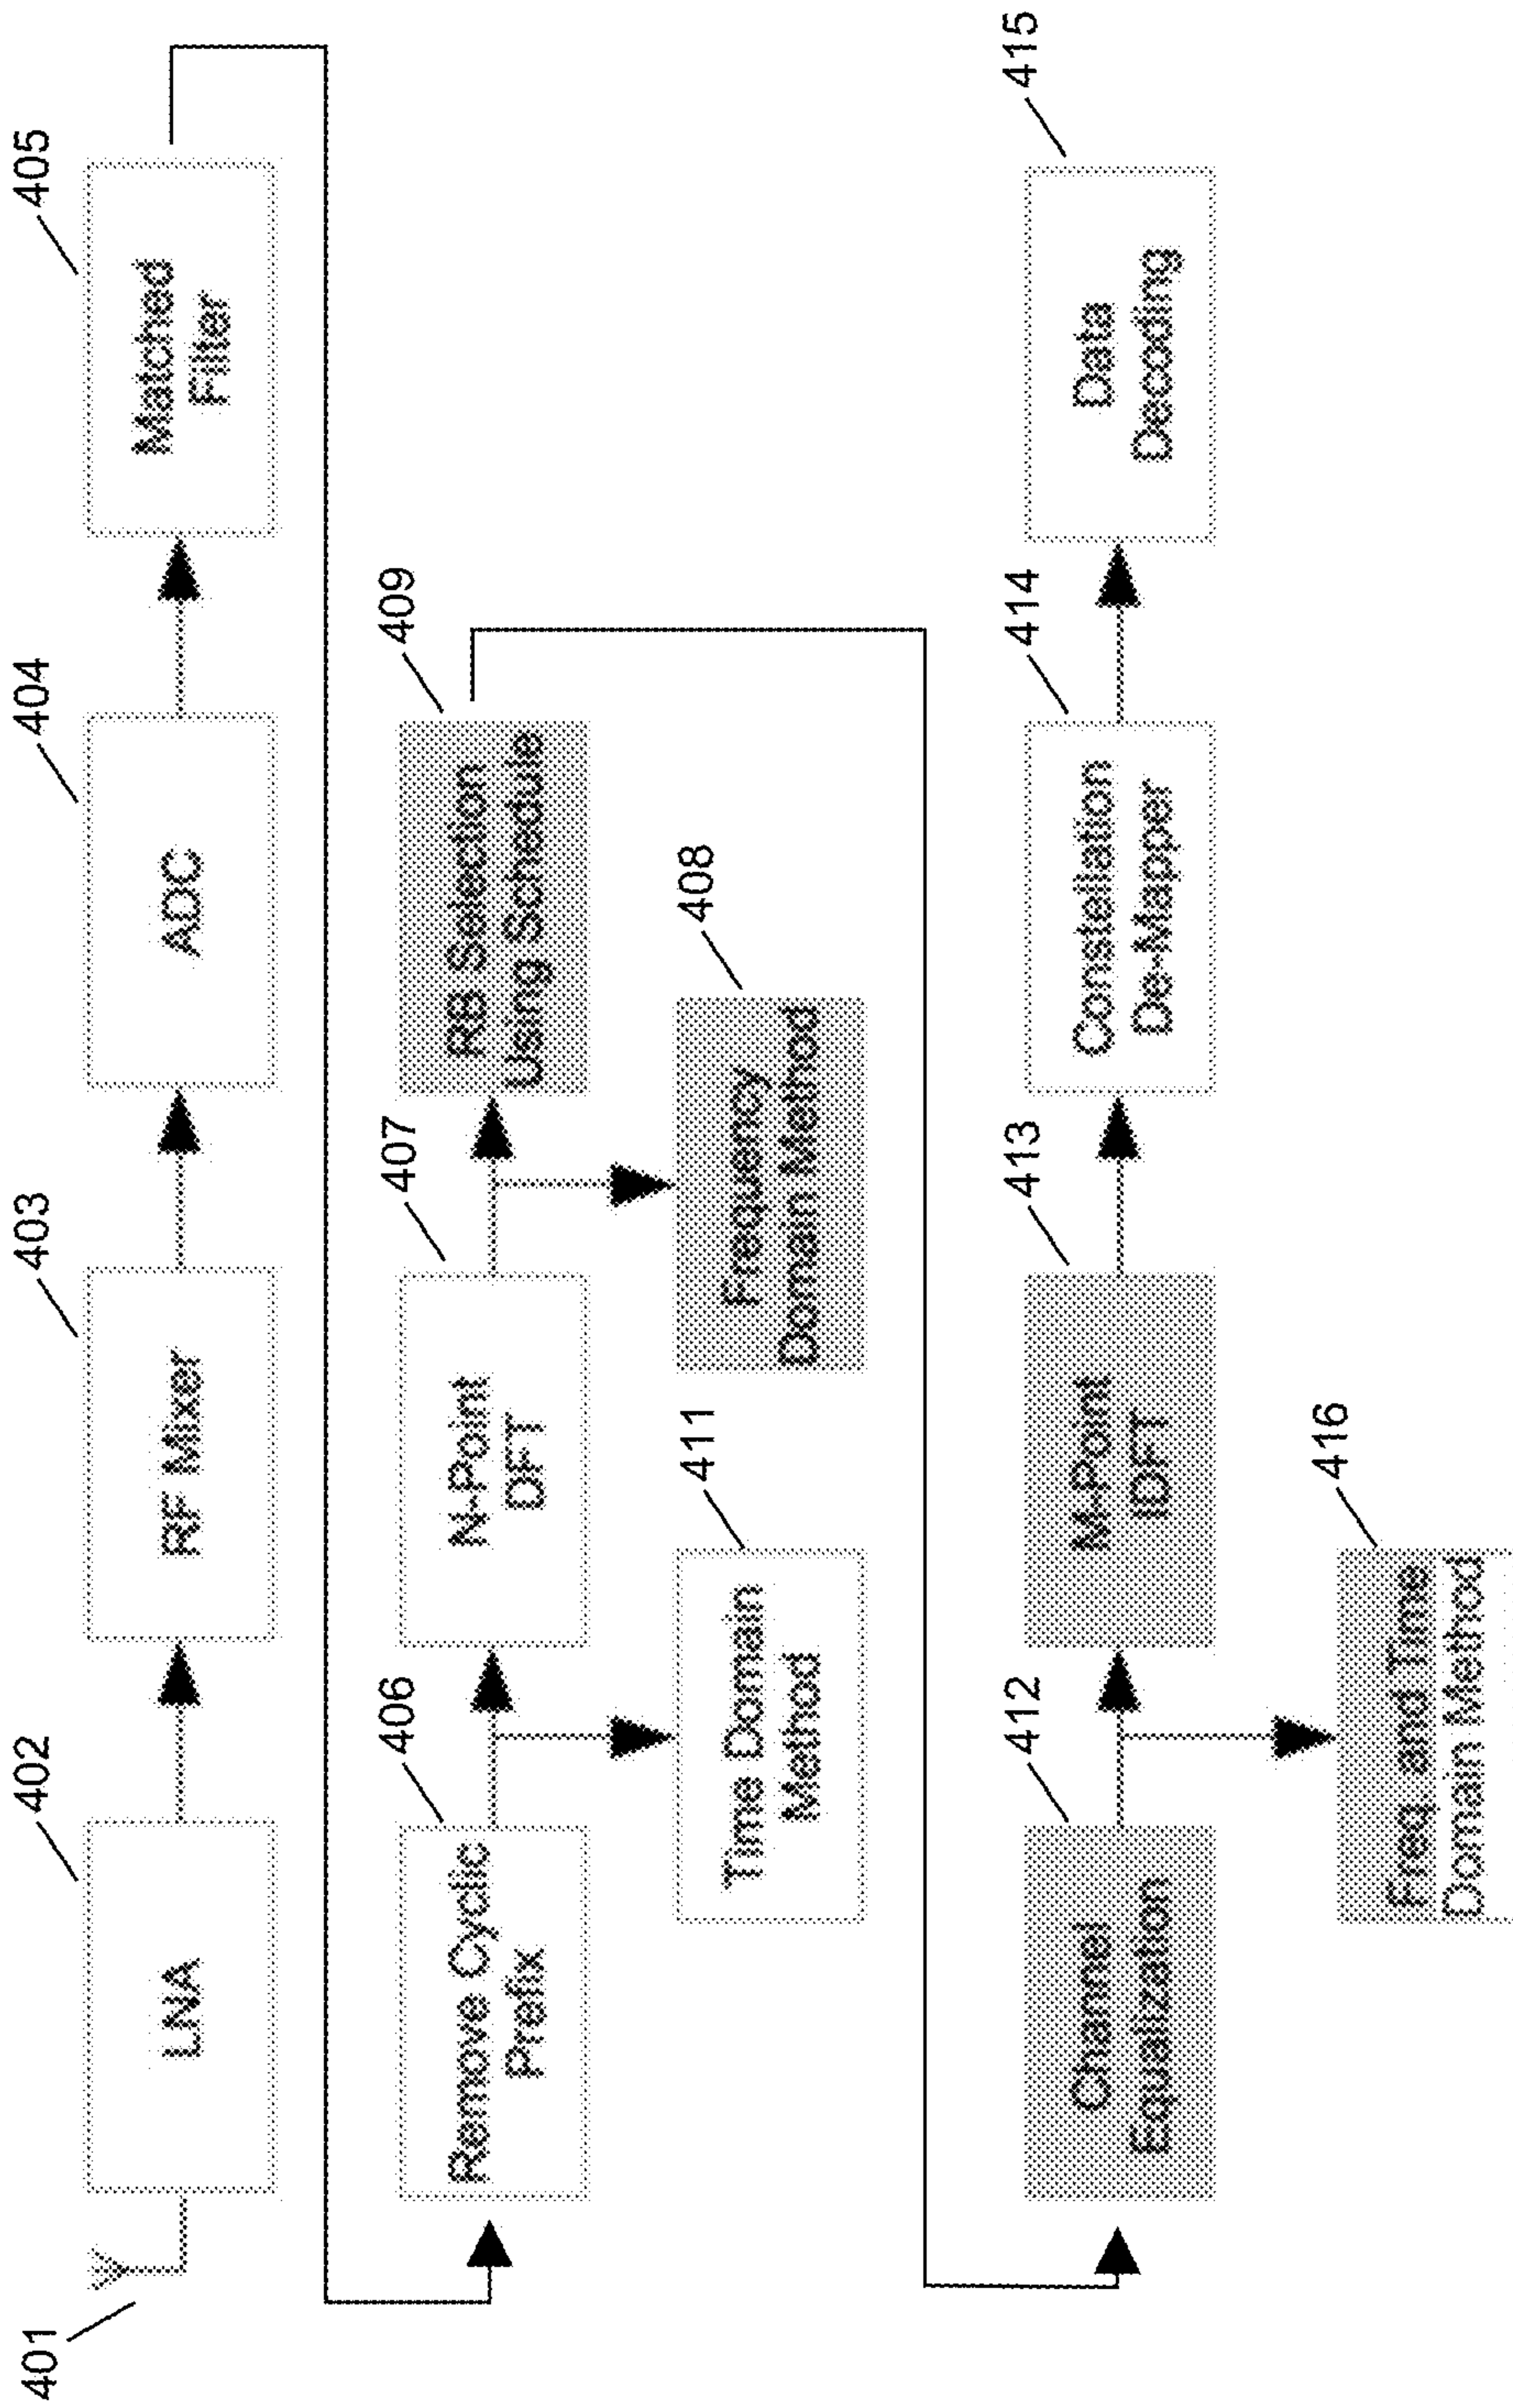 401
402
LNA
403
RF Mixer
404
ADC
405
Matched
Filter
406
Remove Cyclic
Prefix
407
N-Point
DFT
409
RB Selection
Using Schedule
411
Time Domain
Method
408
Frequency
Domain Method
412
Channel
Equalization
413
M-Point
IDFT
414
Constellation
De-Mapper
415
Data
Decoding
416
Freq. and Time
Domain Method